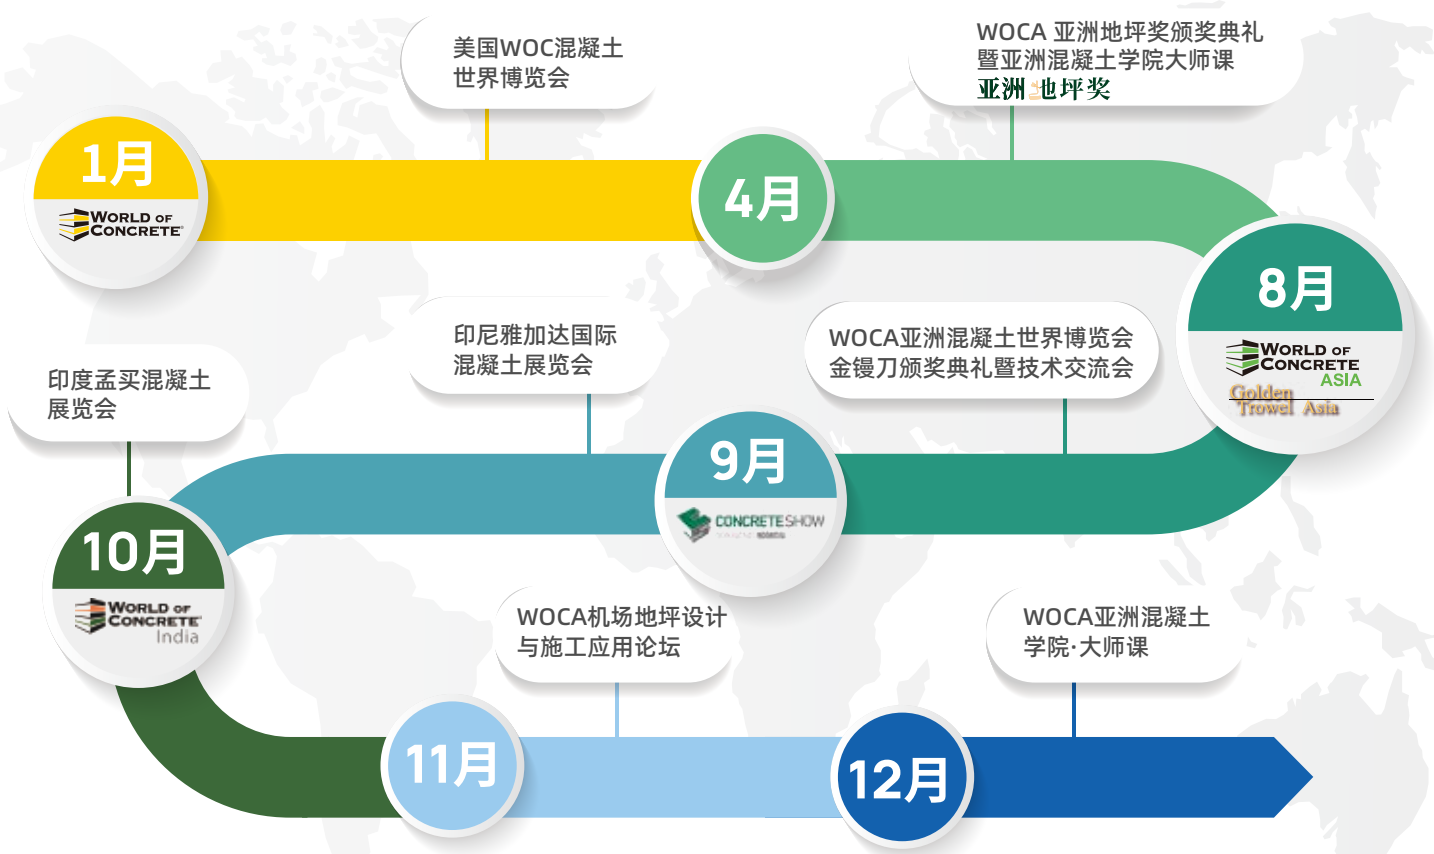 美国WOC混凝土
世界博览会
WOCA 亚洲地坪奖颁奖典礼
暨亚洲混凝土学院大师课
亚洲 地坪奖
1月
WORLD OF
CONCRETE
4月
8月
WORLD OF
CONCRETE
ASIA
Golden
Trowel Asia
印尼雅加达国际
混凝土展览会
WOCA亚洲混凝土世界博览会
金镘刀颁奖典礼暨技术交流会
印度孟买混凝土
展览会
9月
CONCRETE SHOW
10月
WORLD OF
CONCRETE
India
WOCA机场地坪设计
与施工应用论坛
WOCA亚洲混凝土
学院·大师课
11月
12月